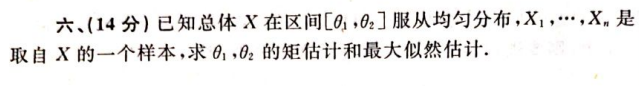 六、(14 分) 已知总体 X 在区间[θ₁,θ₂]服从均匀分布,X₁,⋯,Xₙ 是
取自 X 的一个样本,求 θ₁,θ₂ 的矩估计和最大似然估计.